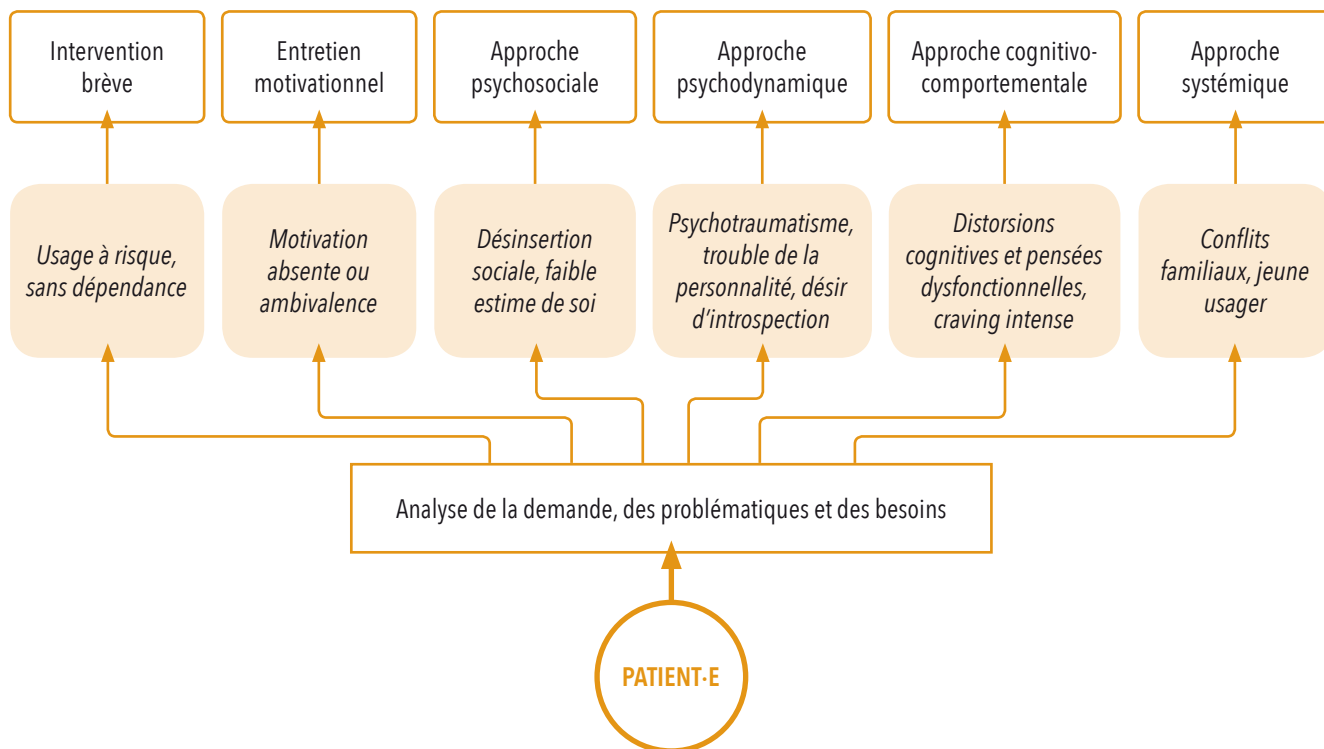 Intervention
brève
Entretien
motivationnel
Approche
psychosociale
Approche
psychodynamique
Approche cognitivo-
comportementale
Approche
systémique
Usage à risque,
sans dépendance
Motivation
absente ou
ambivalence
Désinsertion
sociale, faible
estime de soi
Psychotraumatisme,
trouble de la
personnalité, désir
d’introspection
Distorsions
cognitives et pensées
dysfonctionnelles,
craving intense
Conflits
familiaux, jeune
usager
Analyse de la demande, des problématiques et des besoins
PATIENT·E